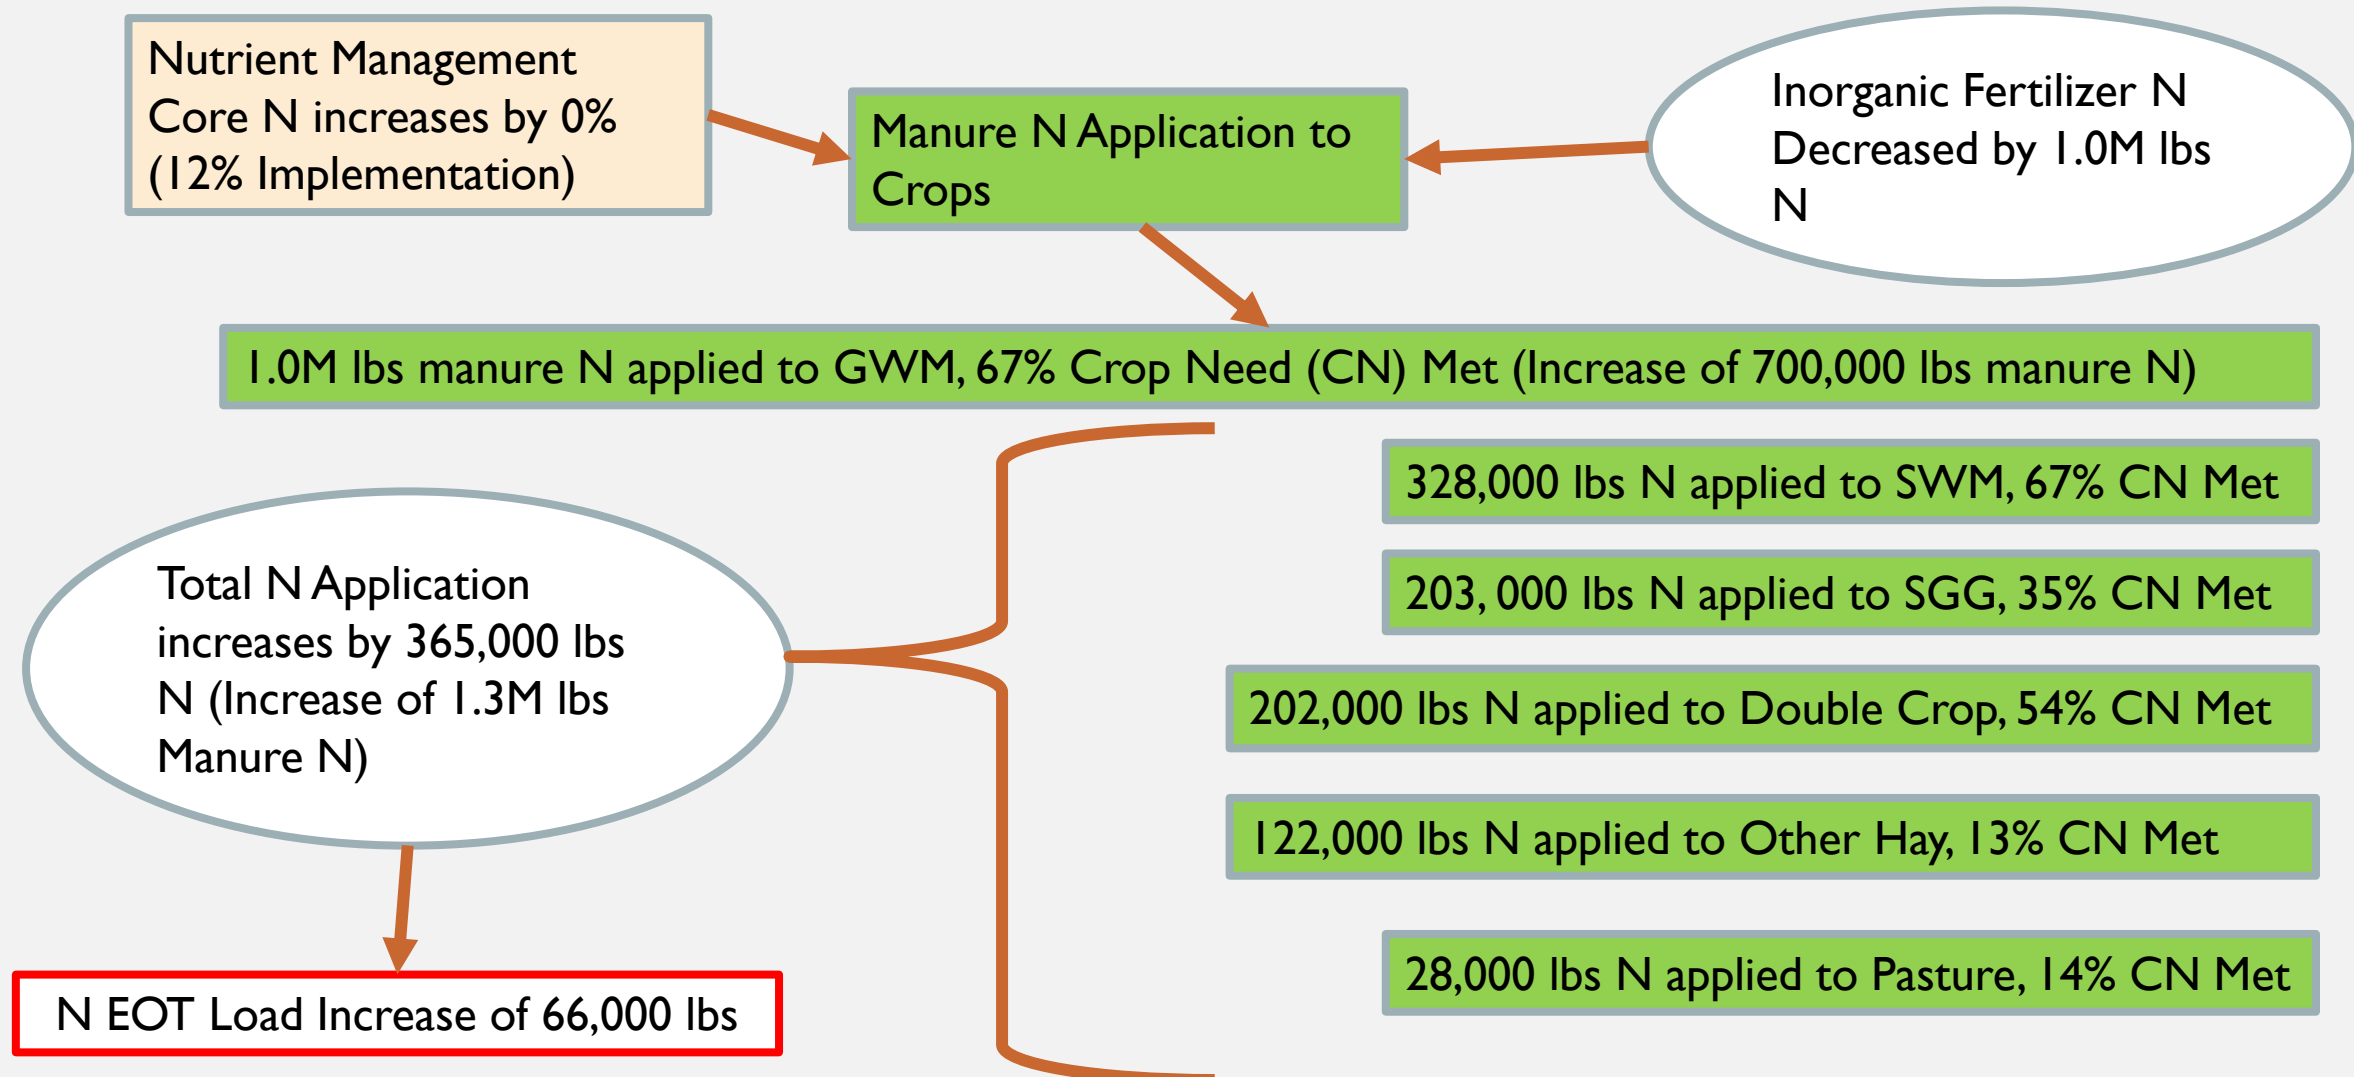 Nutrient Management
Core N increases by 0%
(12% Implementation)
Manure N Application to
Crops
Inorganic Fertilizer N
Decreased by 1.0M lbs
N
1.0M lbs manure N applied to GWM, 67% Crop Need (CN) Met (Increase of 700,000 lbs manure N)
328,000 lbs N applied to SWM, 67% CN Met
203, 000 lbs N applied to SGG, 35% CN Met
202,000 lbs N applied to Double Crop, 54% CN Met
122,000 lbs N applied to Other Hay, 13% CN Met
28,000 lbs N applied to Pasture, 14% CN Met
Total N Application
increases by 365,000 lbs
N (Increase of 1.3M lbs
Manure N)
N EOT Load Increase of 66,000 lbs